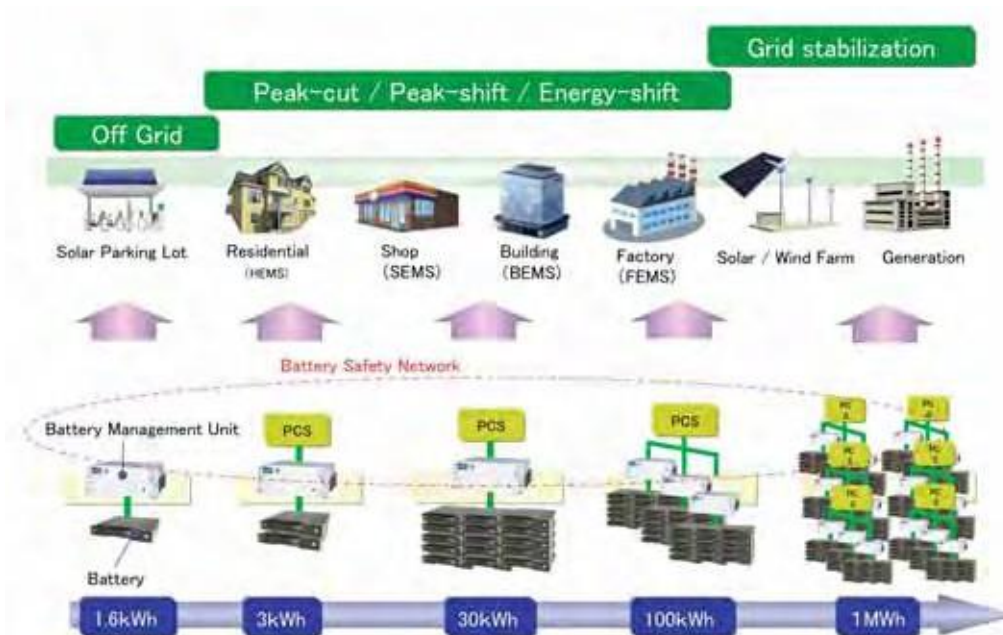 Grid stabilization
Peak-cut / Peak-shift / Energy-shift
Off Grid
Solar Parking Lot
Residential
(HEMS)
Shop
(SEMS)
Building
(BEMS)
Factory
(FEMS)
Solar / Wind Farm
Generation
Battery Safety Network
Battery Management Unit
PCS
PCS
PCS
Battery
1.6kWh
3kWh
30kWh
100kWh
1MWh